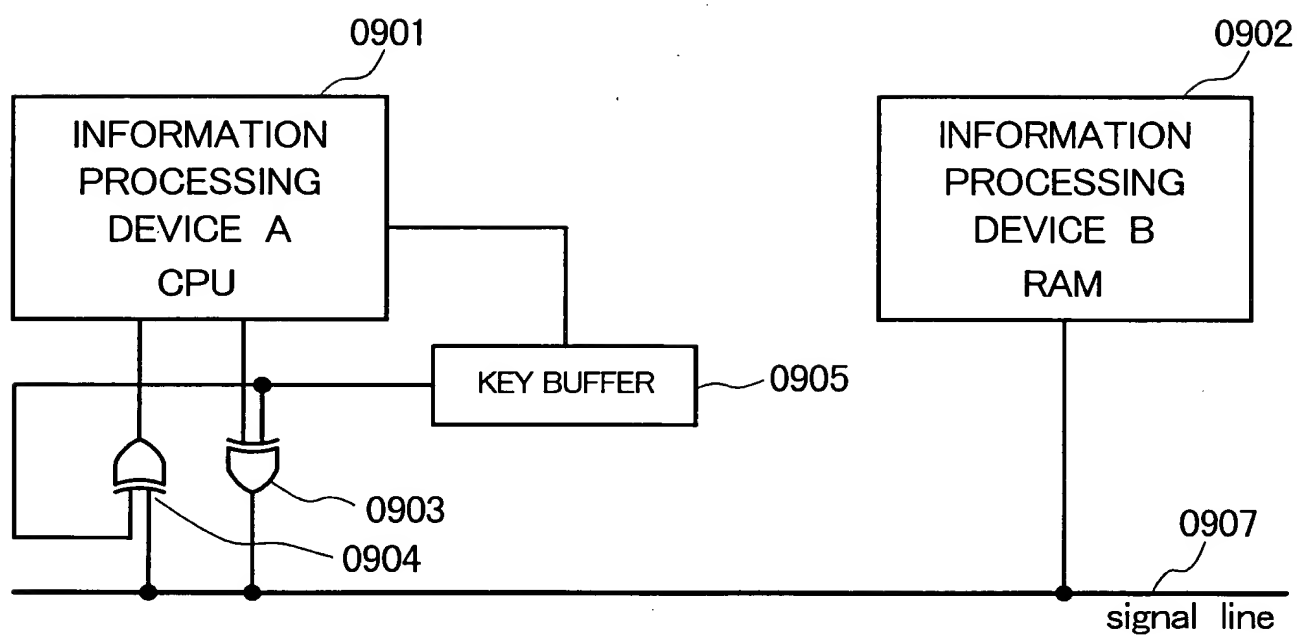 0901
0902
INFORMATION
PROCESSING
DEVICE A
CPU
INFORMATION
PROCESSING
DEVICE B
RAM
KEY BUFFER
0905
0903
0904
0907
signal line